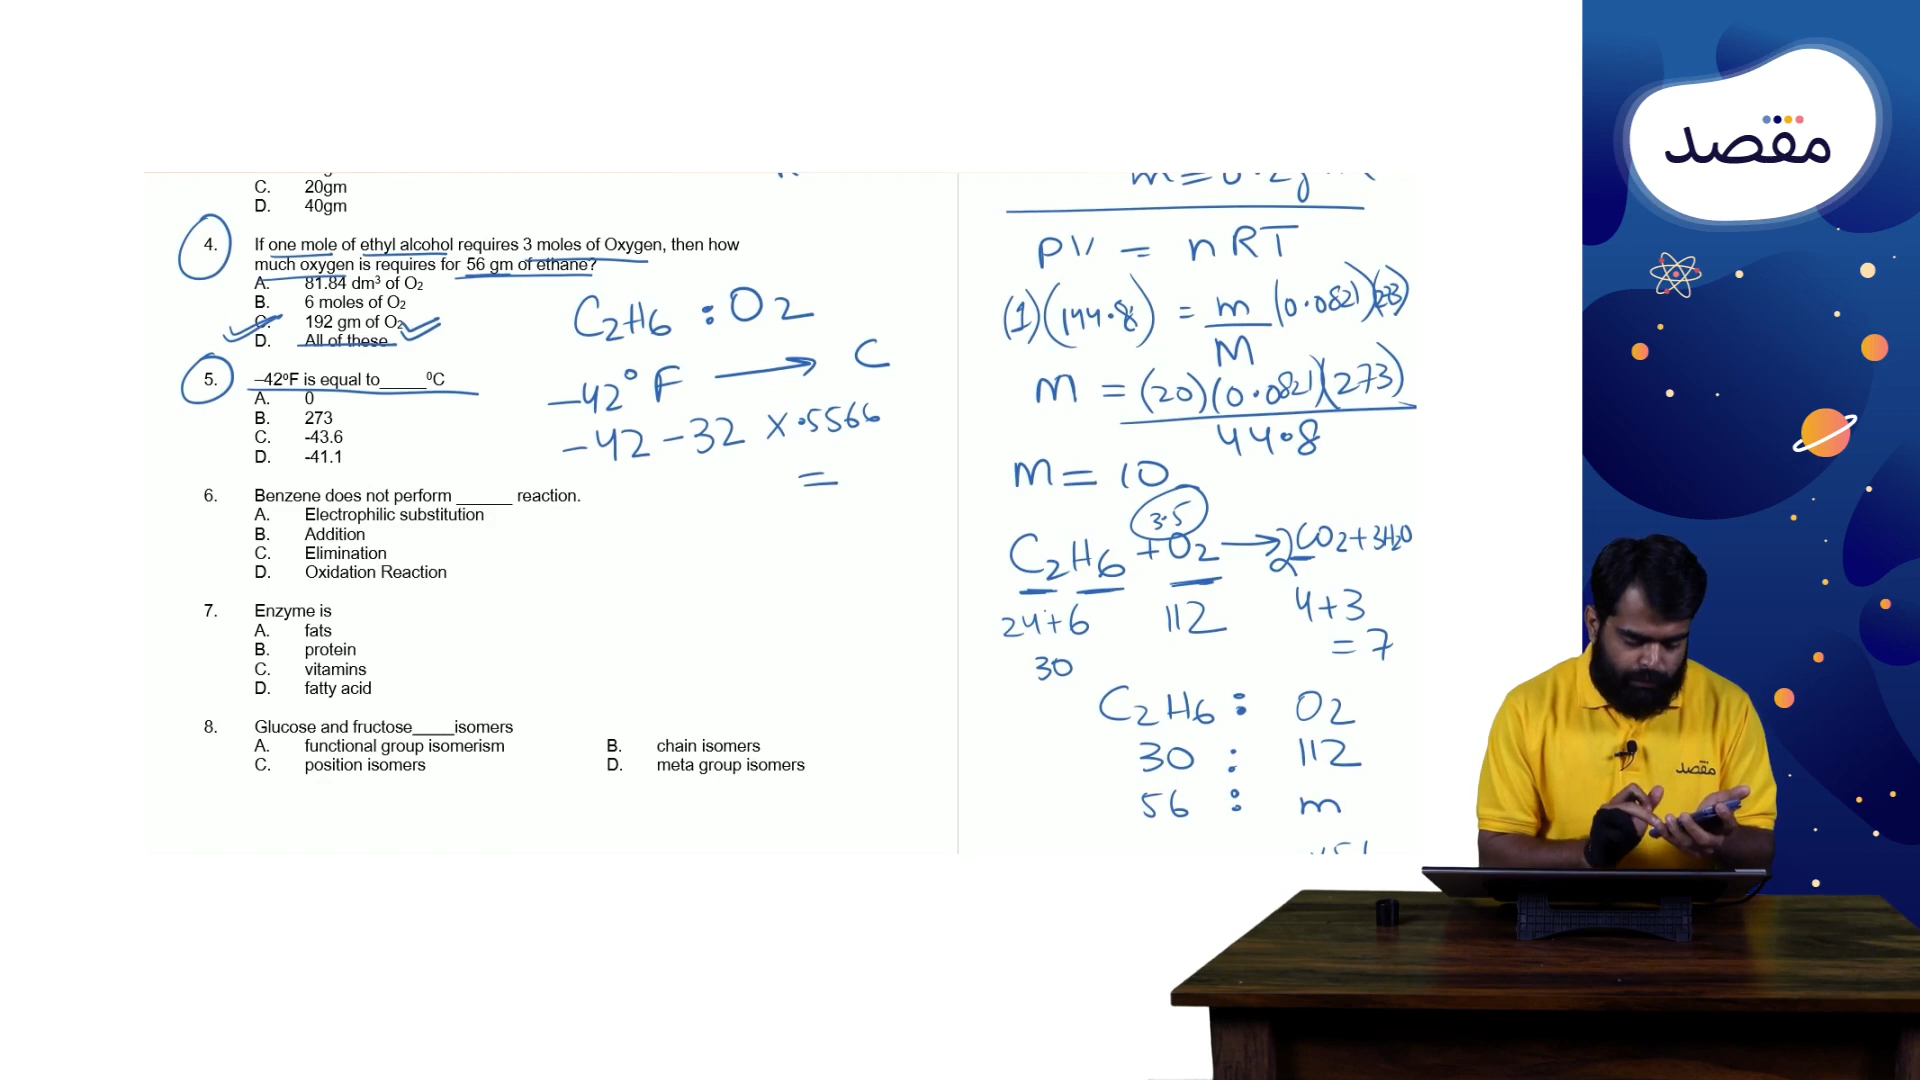 C. 20gm
D. 40gm
4. If one mole of ethyl alcohol requires 3 moles of Oxygen, then how
much oxygen is requires for 56 gm of ethane?
A. 81.84 dm³ of O₂
B. 6 moles of O₂
C. 192 gm of O₂
D. All of these
5. –42⁰F is equal to_____⁰C
A. 0
B. 273
C. -43.6
D. -41.1
6. Benzene does not perform ______ reaction.
A. Electrophilic substitution
B. Addition
C. Elimination
D. Oxidation Reaction
7. Enzyme is
A. fats
B. protein
C. vitamins
D. fatty acid
8. Glucose and fructose____isomers
A. functional group isomerism B. chain isomers
C. position isomers D. meta group isomers
C₂H₆ : O₂
–42° F → C
–42 – 32 × .5566
=
PV = nRT
(1)(44.8) = m/M (0.0821)(273)
m = (20)(0.0821)(273)
44.8
m = 10
3.5
C₂H₆ + O₂ → 2CO₂ + 3H₂O
24+6 112 4+3
= 7
30
C₂H₆ : O₂
30 : 112
56 : m
مقصد
مقصد